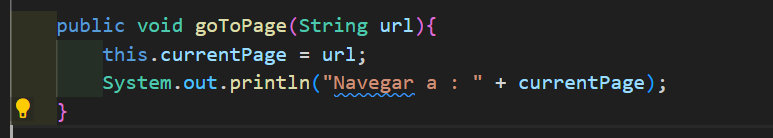 public void goToPage(String url){
this.currentPage = url;
System.out.println("Navegar a : " + currentPage);
}